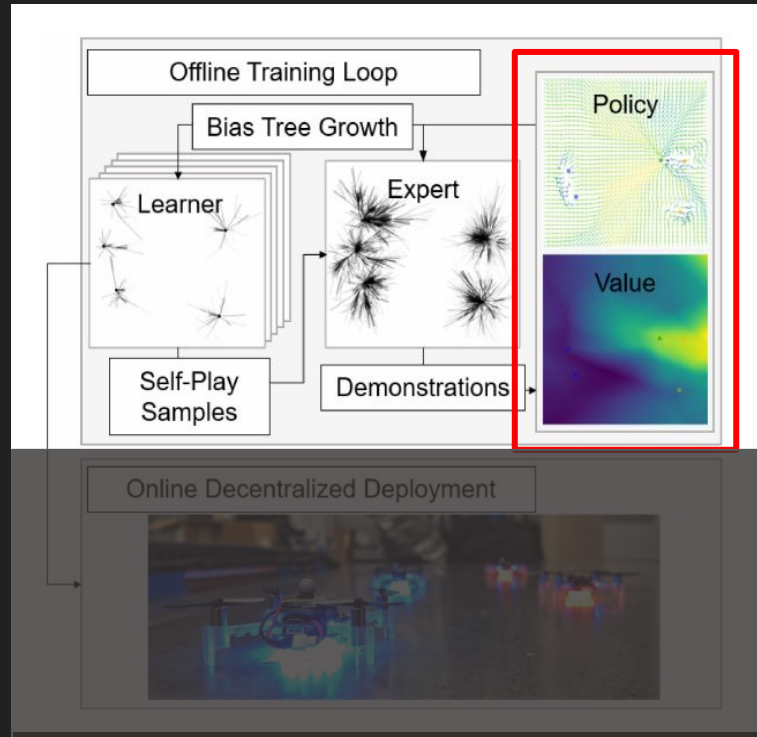 Offline Training Loop
Bias Tree Growth
Policy
Learner
Expert
Value
Self-Play
Samples
Demonstrations
Online Decentralized Deployment